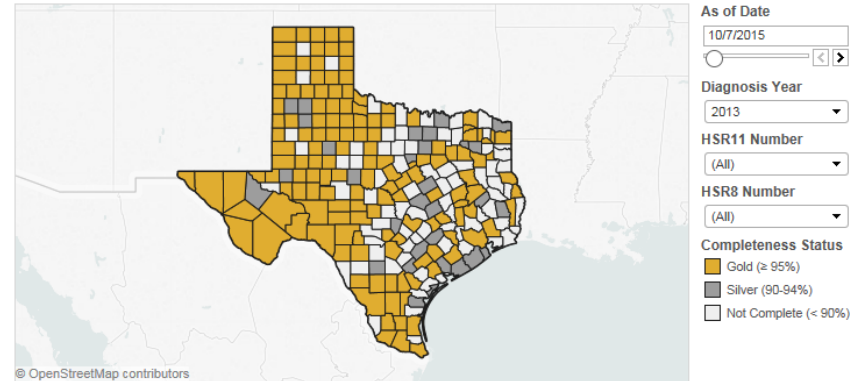 As of Date
10/7/2015
Diagnosis Year
2013
HSR11 Number
(All)
HSR8 Number
(All)
Completeness Status
Gold (≥ 95%)
Silver (90-94%)
Not Complete (< 90%)
© OpenStreetMap contributors